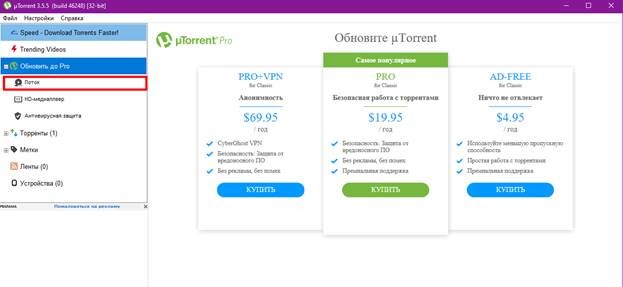 µTorrent 3.5.5 (build 46248) [32-bit]
Файл Настройки Справка
Speed - Download Torrents Faster!
Trending Videos
Обновить до Pro
Поток
HD-медиаплеер
Антивирусная защита
Торренты (1)
Метки
Ленты (0)
Устройства (0)
РЕКЛАМА Пожаловаться на рекламу
µTorrent Pro
Обновите µTorrent
Самое популярное
PRO+VPN
for Classic
Анонимность
$69.95
/ год
CyberGhost VPN
Безопасность: Защита от
вредоносного ПО
Без рекламы, без помех
КУПИТЬ
PRO
for Classic
Безопасная работа с торрентами
$19.95
/ год
Безопасность: Защита от
вредоносного ПО
Без рекламы, без помех
Премиальная поддержка
КУПИТЬ
AD-FREE
for Classic
Ничто не отвлекает
$4.95
/ год
Используйте меньшую пропускную
способность
Простая работа с торрентами
Премиальная поддержка
КУПИТЬ